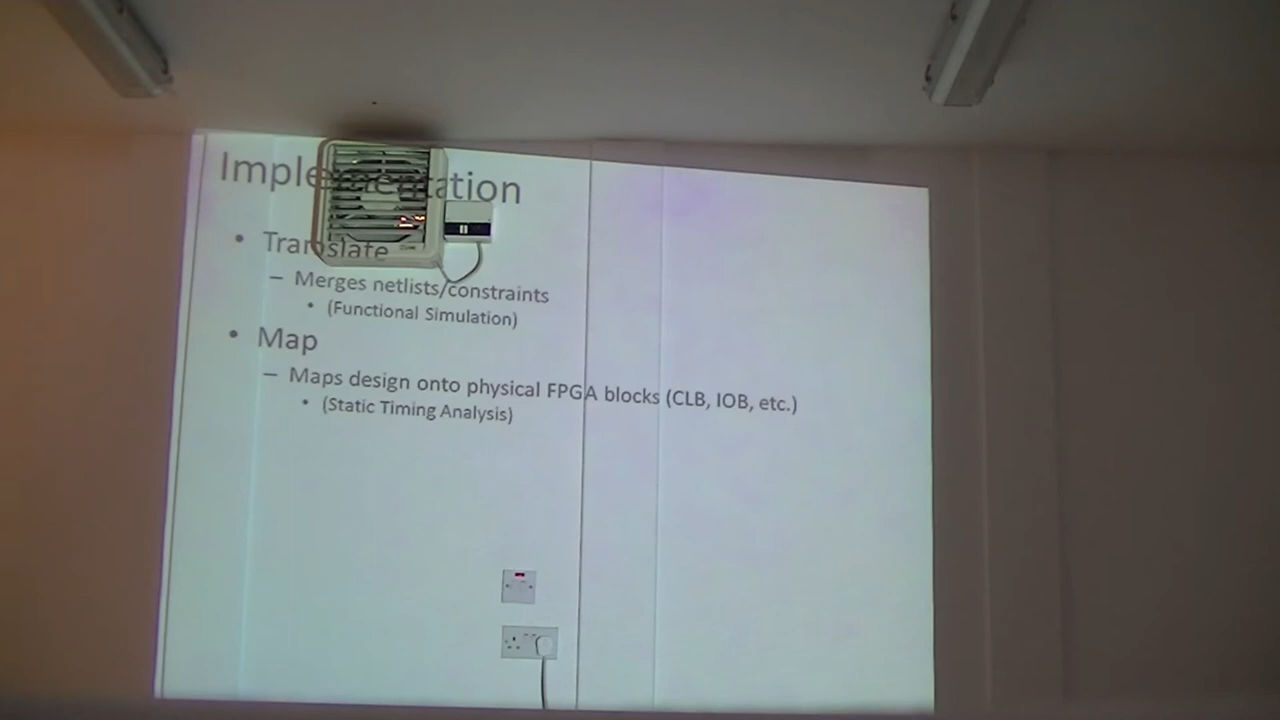 Implementation
• Translate
– Merges netlists/constraints
• (Functional Simulation)
• Map
– Maps design onto physical FPGA blocks (CLB, IOB, etc.)
• (Static Timing Analysis)